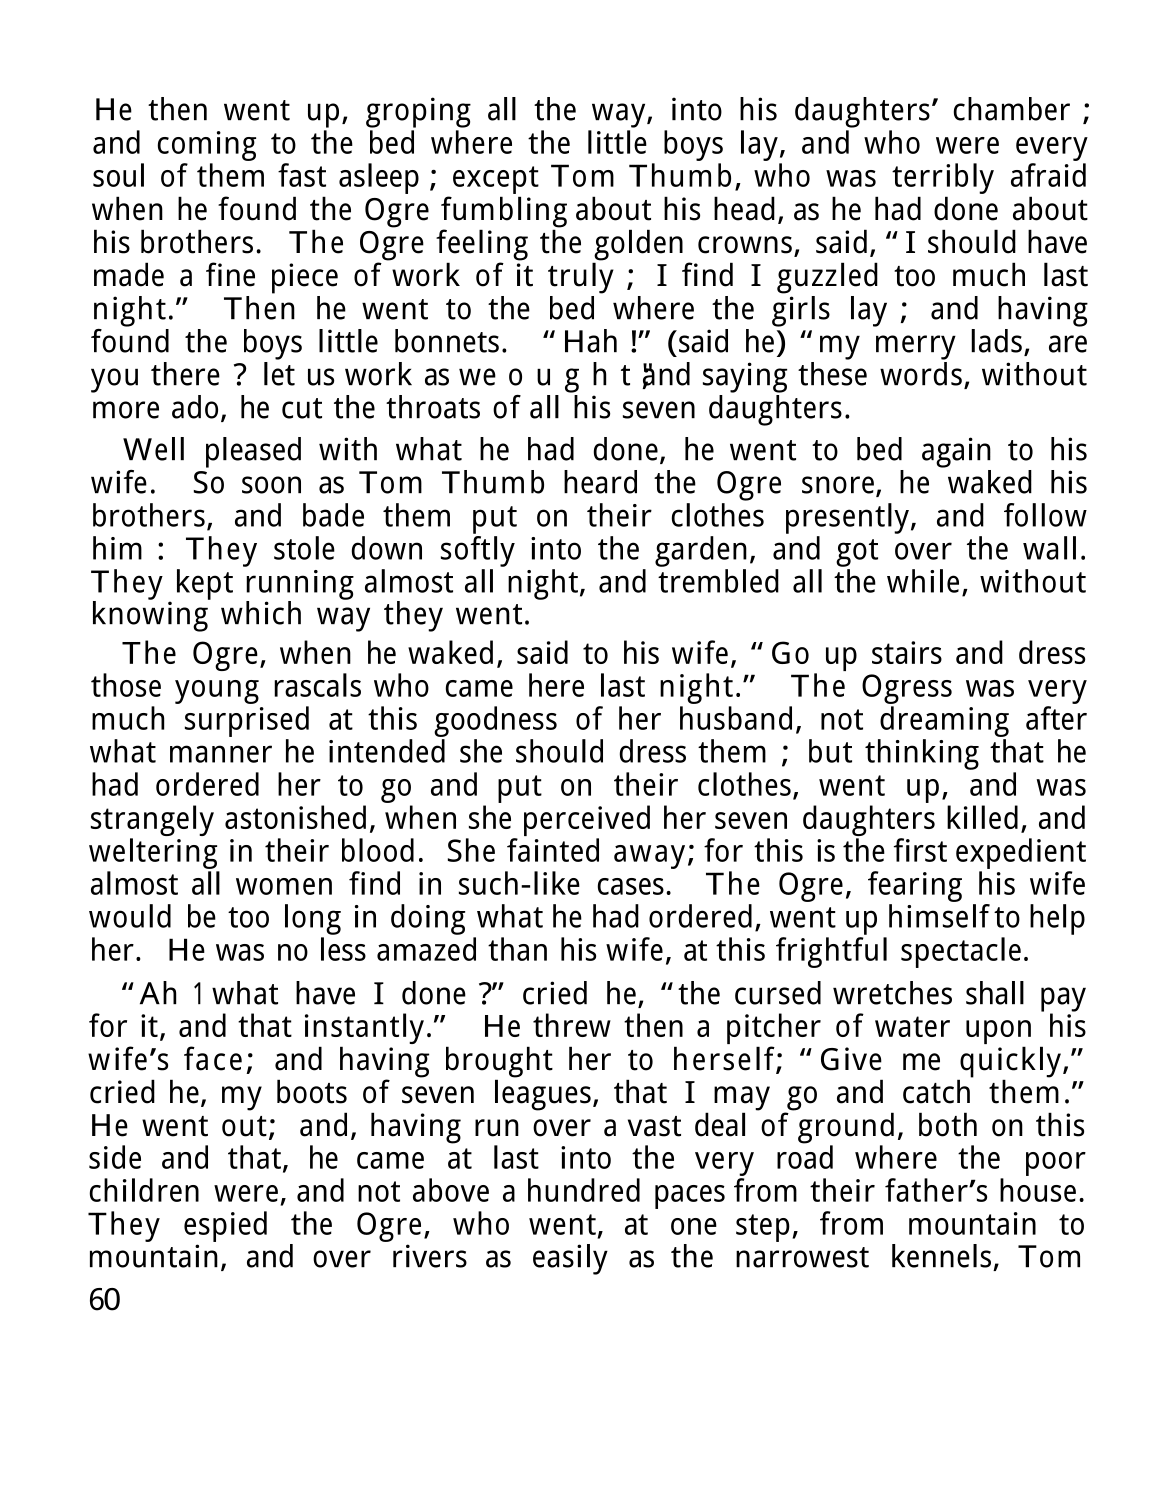 He then went up, groping all the way, into his daughters’ chamber ;
and coming to the bed where the little boys lay, and who were every
soul of them fast asleep ; except Tom Thumb, who was terribly afraid
when he found the Ogre fumbling about his head, as he had done about
his brothers. The Ogre feeling the golden crowns, said, “ I should have
made a fine piece of work of it truly ; I find I guzzled too much last
night.” Then he went to the bed where the girls lay ; and having
found the boys little bonnets. “ Hah !” (said he) “ my merry lads, are
you there ? let us work as we o u g h t ;” and saying these words, without
more ado, he cut the throats of all his seven daughters.
Well pleased with what he had done, he went to bed again to his
wife. So soon as Tom Thumb heard the Ogre snore, he waked his
brothers, and bade them put on their clothes presently, and follow
him : They stole down softly into the garden, and got over the wall.
They kept running almost all night, and trembled all the while, without
knowing which way they went.
The Ogre, when he waked, said to his wife, “ Go up stairs and dress
those young rascals who came here last night.” The Ogress was very
much surprised at this goodness of her husband, not dreaming after
what manner he intended she should dress them ; but thinking that he
had ordered her to go and put on their clothes, went up, and was
strangely astonished, when she perceived her seven daughters killed, and
weltering in their blood. She fainted away; for this is the first expedient
almost all women find in such-like cases. The Ogre, fearing his wife
would be too long in doing what he had ordered, went up himself to help
her. He was no less amazed than his wife, at this frightful spectacle.
“ Ah 1 what have I done ?” cried he, “ the cursed wretches shall pay
for it, and that instantly.” He threw then a pitcher of water upon his
wife’s face; and having brought her to herself; “ Give me quickly,”
cried he, my boots of seven leagues, that I may go and catch them.”
He went out; and, having run over a vast deal of ground, both on this
side and that, he came at last into the very road where the poor
children were, and not above a hundred paces from their father’s house.
They espied the Ogre, who went, at one step, from mountain to
mountain, and over rivers as easily as the narrowest kennels, Tom
60